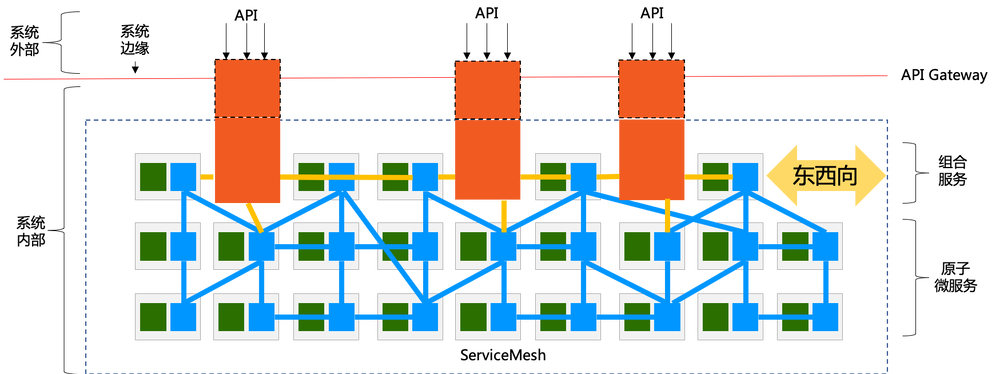 API
API
API
系统
外部
系统
边缘
API Gateway
东西向
组合
服务
系统
内部
原子
微服务
ServiceMesh